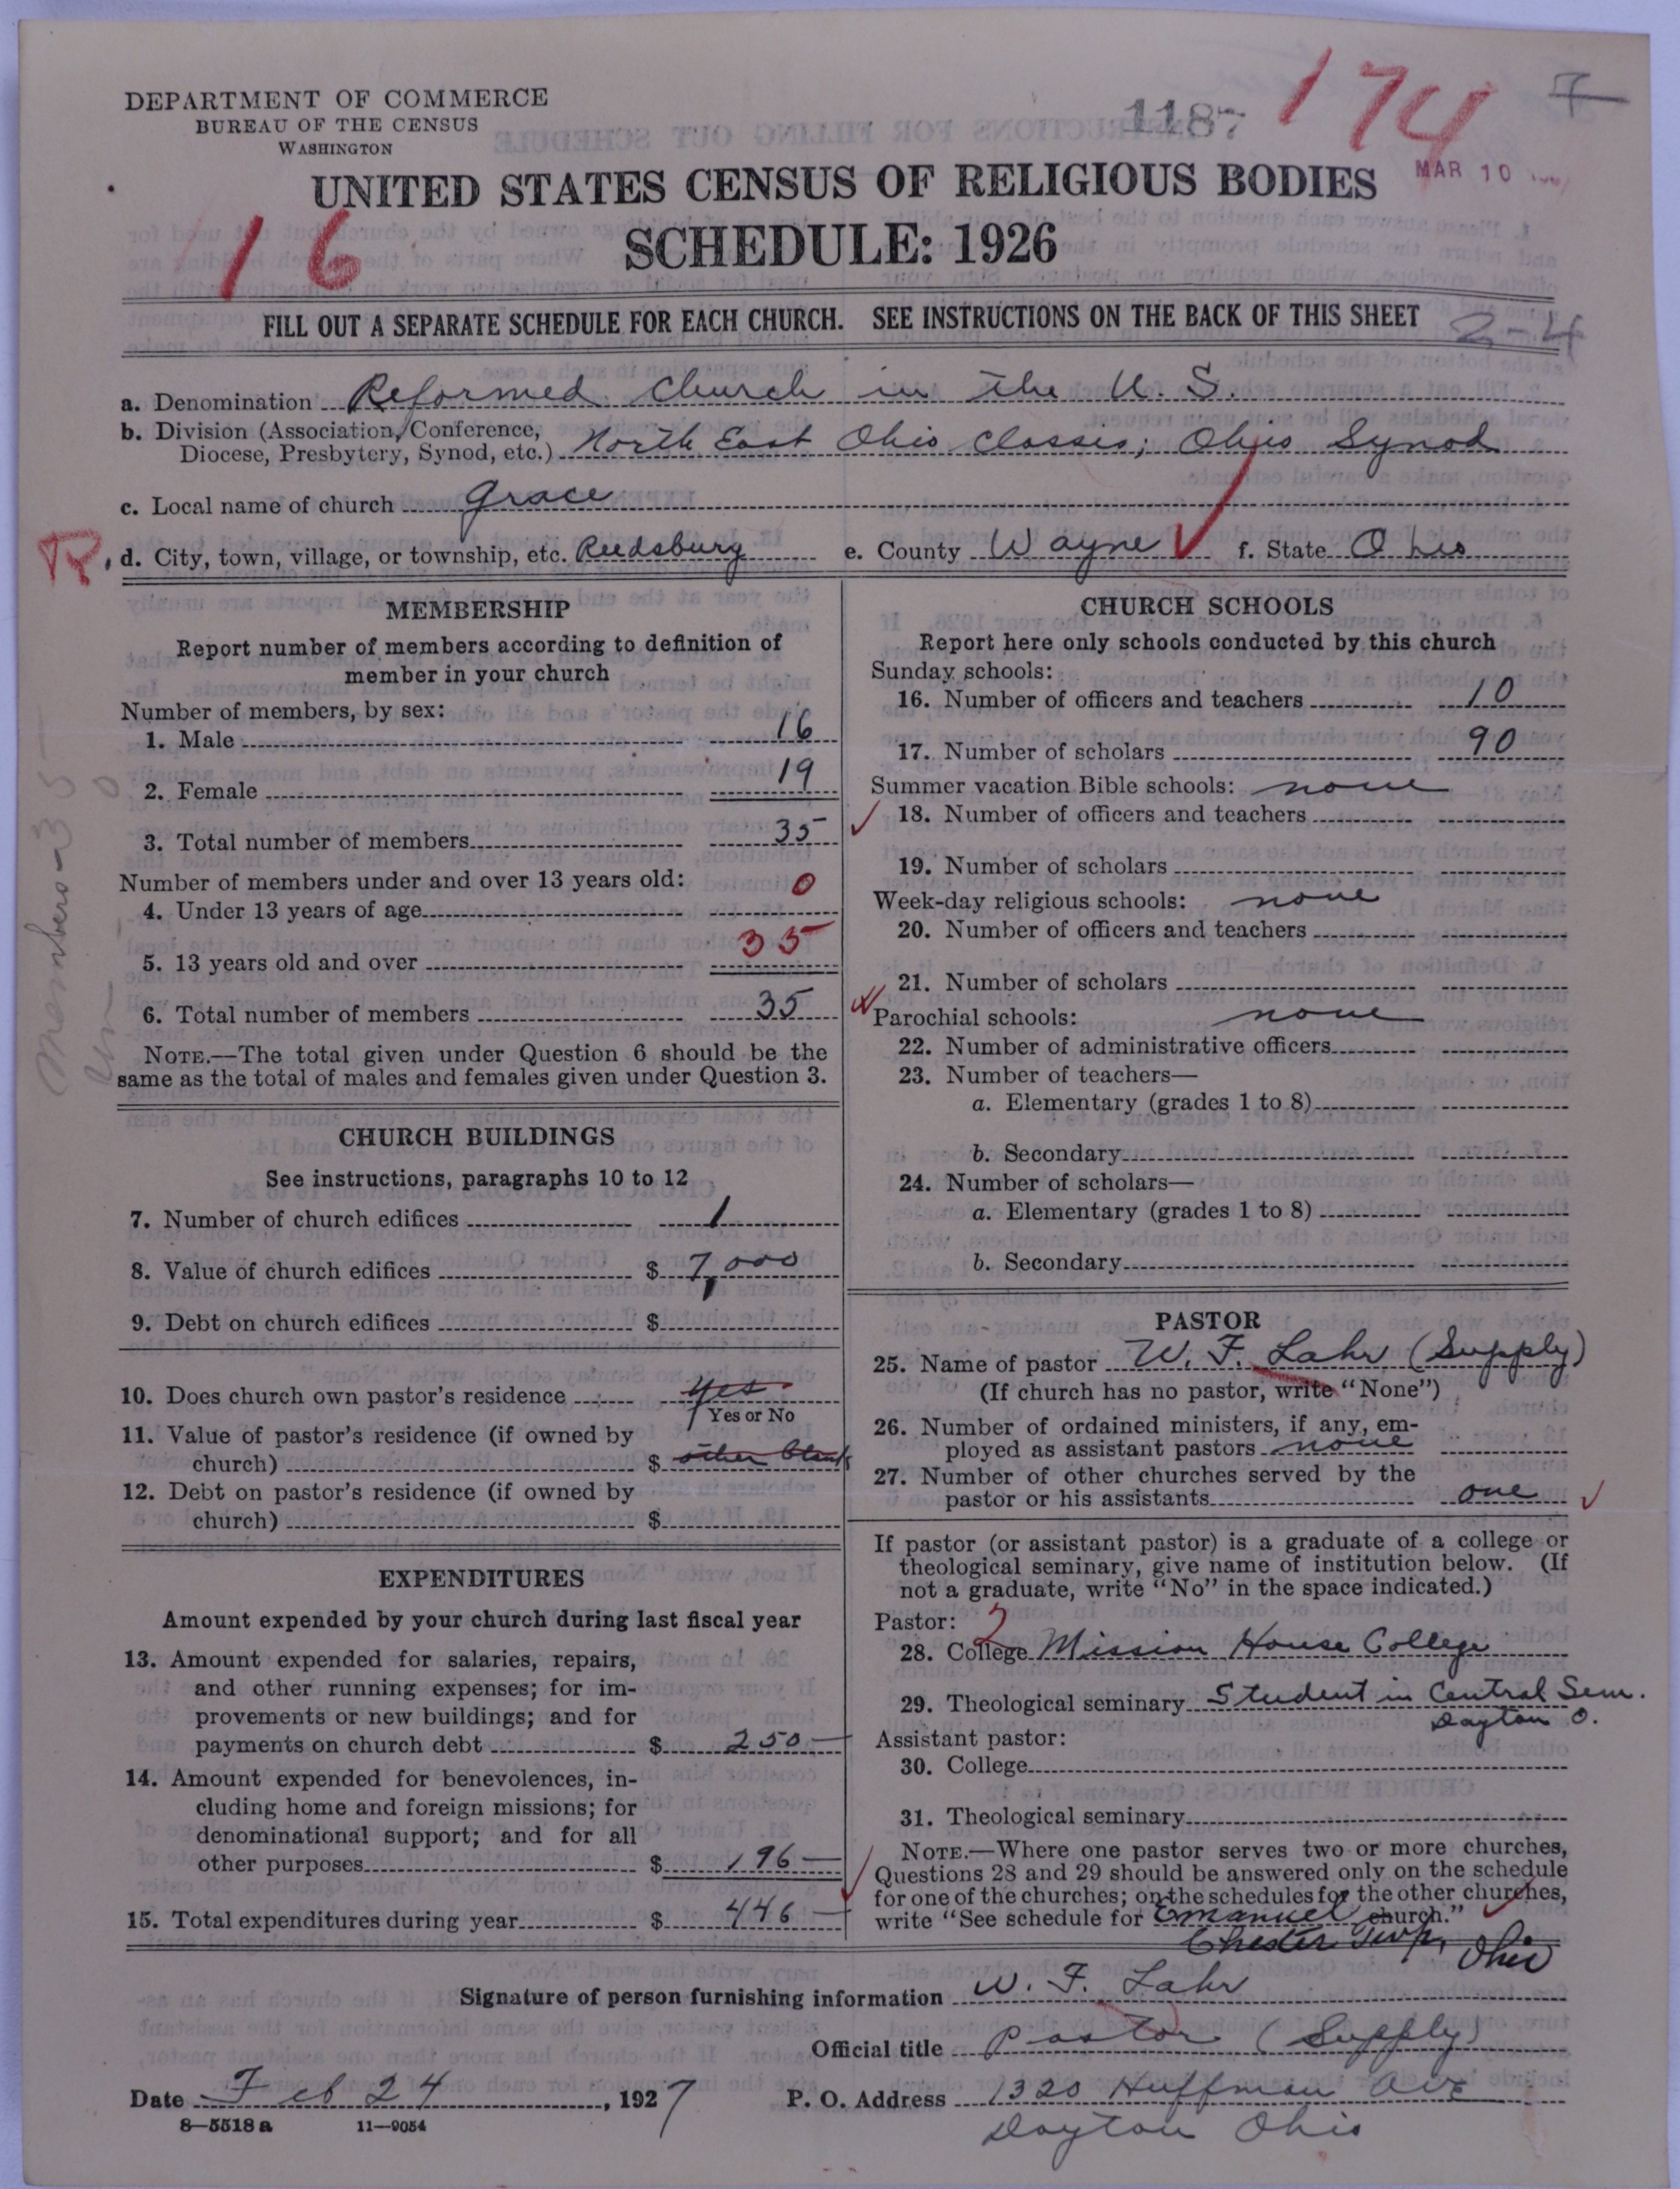 DEPARTMENT OF COMMERCE
BUREAU OF THE CENSUS
WASHINGTON
1187
174
7
MAR 10
UNITED STATES CENSUS OF RELIGIOUS BODIES
16
SCHEDULE: 1926
FILL OUT A SEPARATE SCHEDULE FOR EACH CHURCH. SEE INSTRUCTIONS ON THE BACK OF THIS SHEET
2-4
a. Denomination Reformed Church in the U. S.
b. Division (Association, Conference,
Diocese, Presbytery, Synod, etc.) North East Ohio Classis; Ohio Synod
c. Local name of church Grace
R, d. City, town, village, or township, etc. Reedsburg e. County Wayne f. State Ohio
MEMBERSHIP
Report number of members according to definition of
member in your church
Number of members, by sex:
1. Male 16
2. Female 19
3. Total number of members 35
Number of members under and over 13 years old:
4. Under 13 years of age 0
5. 13 years old and over 35
6. Total number of members 35
NOTE.—The total given under Question 6 should be the
same as the total of males and females given under Question 3.
Members-35
CHURCH BUILDINGS
See instructions, paragraphs 10 to 12
7. Number of church edifices 1
8. Value of church edifices $ 7,000
9. Debt on church edifices $
10. Does church own pastor's residence yes
Yes or No
11. Value of pastor's residence (if owned by
church) $ other blank
12. Debt on pastor's residence (if owned by
church) $
EXPENDITURES
Amount expended by your church during last fiscal year
13. Amount expended for salaries, repairs,
and other running expenses; for im-
provements or new buildings; and for
payments on church debt $ 250—
14. Amount expended for benevolences, in-
cluding home and foreign missions; for
denominational support; and for all
other purposes $ 196—
15. Total expenditures during year $ 446—
CHURCH SCHOOLS
Report here only schools conducted by this church
Sunday schools:
16. Number of officers and teachers 10
17. Number of scholars 90
Summer vacation Bible schools: none
18. Number of officers and teachers
19. Number of scholars
Week-day religious schools: none
20. Number of officers and teachers
21. Number of scholars
Parochial schools: none
22. Number of administrative officers
23. Number of teachers—
a. Elementary (grades 1 to 8)
b. Secondary
24. Number of scholars—
a. Elementary (grades 1 to 8)
b. Secondary
PASTOR
25. Name of pastor W. F. Lahr (Supply)
(If church has no pastor, write "None")
26. Number of ordained ministers, if any, em-
ployed as assistant pastors none
27. Number of other churches served by the
pastor or his assistants one
If pastor (or assistant pastor) is a graduate of a college or
theological seminary, give name of institution below. (If
not a graduate, write "No" in the space indicated.)
Pastor: 2
28. College Mission House College
29. Theological seminary Student in Central Sem.
Dayton O.
Assistant pastor:
30. College
31. Theological seminary
NOTE.—Where one pastor serves two or more churches,
Questions 28 and 29 should be answered only on the schedule
for one of the churches; on the schedules for the other churches,
write "See schedule for Emanuel church."
Chester Twp, Ohio
Signature of person furnishing information W. F. Lahr
Official title Pastor (Supply)
Date Feb 24, 1927 P. O. Address 1320 Huffman Ave
8—5518 a 11—9054
Dayton Ohio